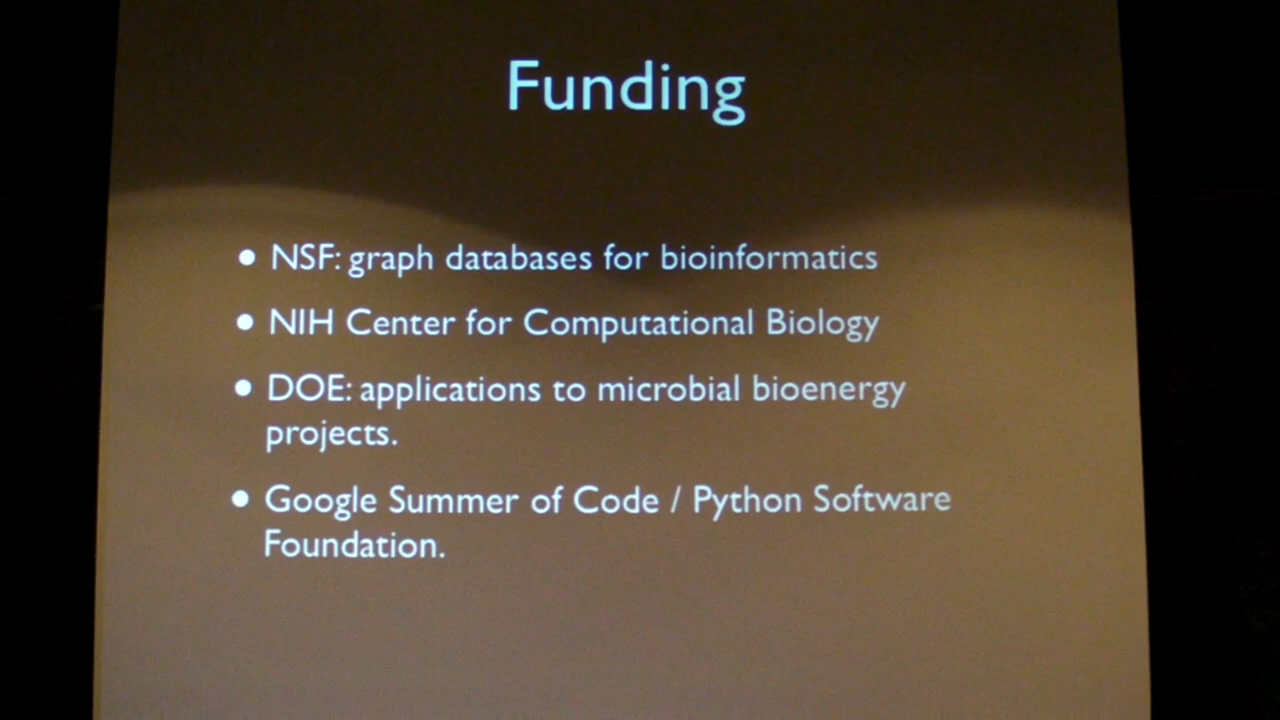 Funding
• NSF: graph databases for bioinformatics
• NIH Center for Computational Biology
• DOE: applications to microbial bioenergy
projects.
• Google Summer of Code / Python Software
Foundation.